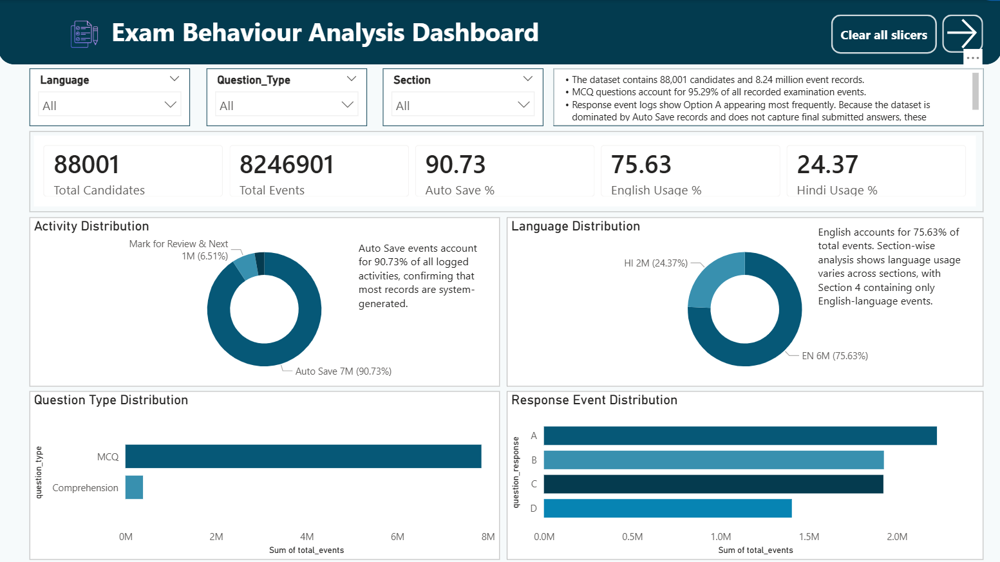 Exam Behaviour Analysis Dashboard
Clear all slicers
Language
All
Question_Type
All
Section
All
• The dataset contains 88,001 candidates and 8.24 million event records.
• MCQ questions account for 95.29% of all recorded examination events.
• Response event logs show Option A appearing most frequently. Because the dataset is
dominated by Auto Save records and does not capture final submitted answers, these
88001
Total Candidates
8246901
Total Events
90.73
Auto Save %
75.63
English Usage %
24.37
Hindi Usage %
Activity Distribution
Mark for Review & Next
1M (6.51%)
Auto Save 7M (90.73%)
Auto Save events account
for 90.73% of all logged
activities, confirming that
most records are system-
generated.
Language Distribution
HI 2M (24.37%)
EN 6M (75.63%)
English accounts for 75.63% of
total events. Section-wise
analysis shows language usage
varies across sections, with
Section 4 containing only
English-language events.
Question Type Distribution
question_type
MCQ
Comprehension
0M 2M 4M 6M 8M
Sum of total_events
Response Event Distribution
question_response
A
B
C
D
0.0M 0.5M 1.0M 1.5M 2.0M
Sum of total_events